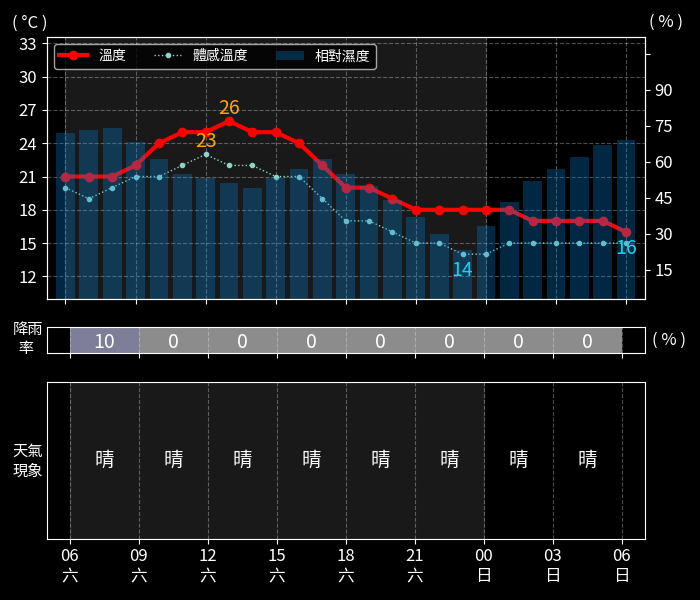 ( °C )
( % )
溫度
體感溫度
相對濕度
33
30
27
24
21
18
15
12
90
75
60
45
30
15
26
23
14
16
降雨
率
10 0 0 0 0 0 0 0
( % )
天氣
現象
晴 晴 晴 晴 晴 晴 晴 晴
06 09 12 15 18 21 00 03 06
六 六 六 六 六 六 日 日 日